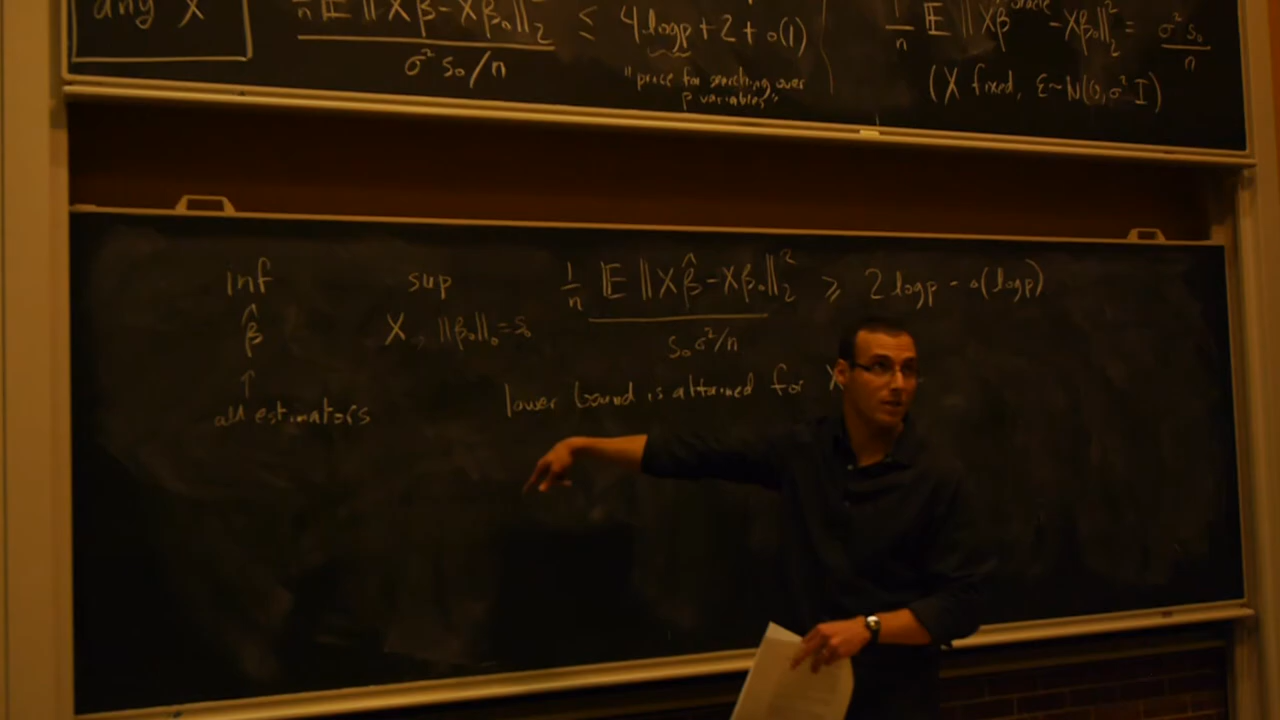 any X
1/n 𝔼 ‖Xβ̂ - Xβ₀‖₂² / σ² s₀/n ≤ 4 log p + 2 + o(1)
"price for searching over
p variables"
1/n 𝔼 ‖Xβ̂^oracle - Xβ₀‖₂² = σ² s₀ / n
(X fixed, ε ~ N(0, σ² I)
inf β̂ sup X, ‖β₀‖₀ = s₀ 1/n 𝔼 ‖Xβ̂ - Xβ₀‖₂² / s₀ σ²/n ⩾ 2 log p - o(log p)
↑
all estimators
lower bound is attained for X